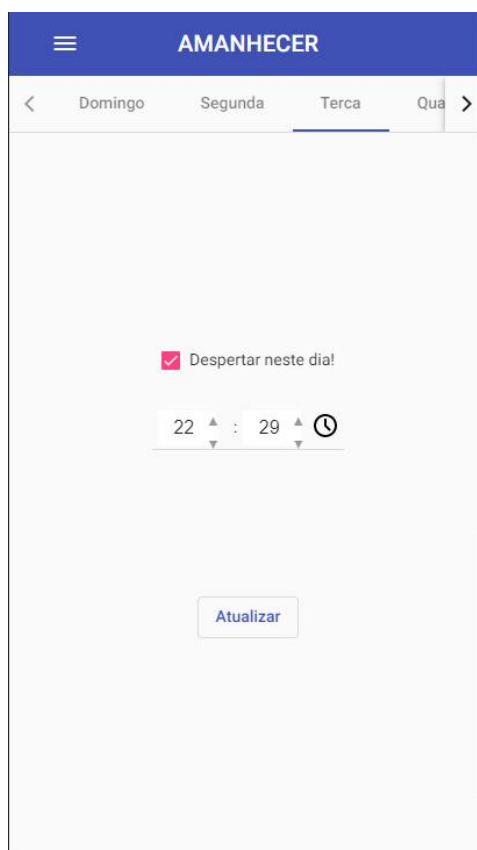 AMANHECER
Domingo Segunda Terca Qua
Despertar neste dia!
22 : 29
Atualizar